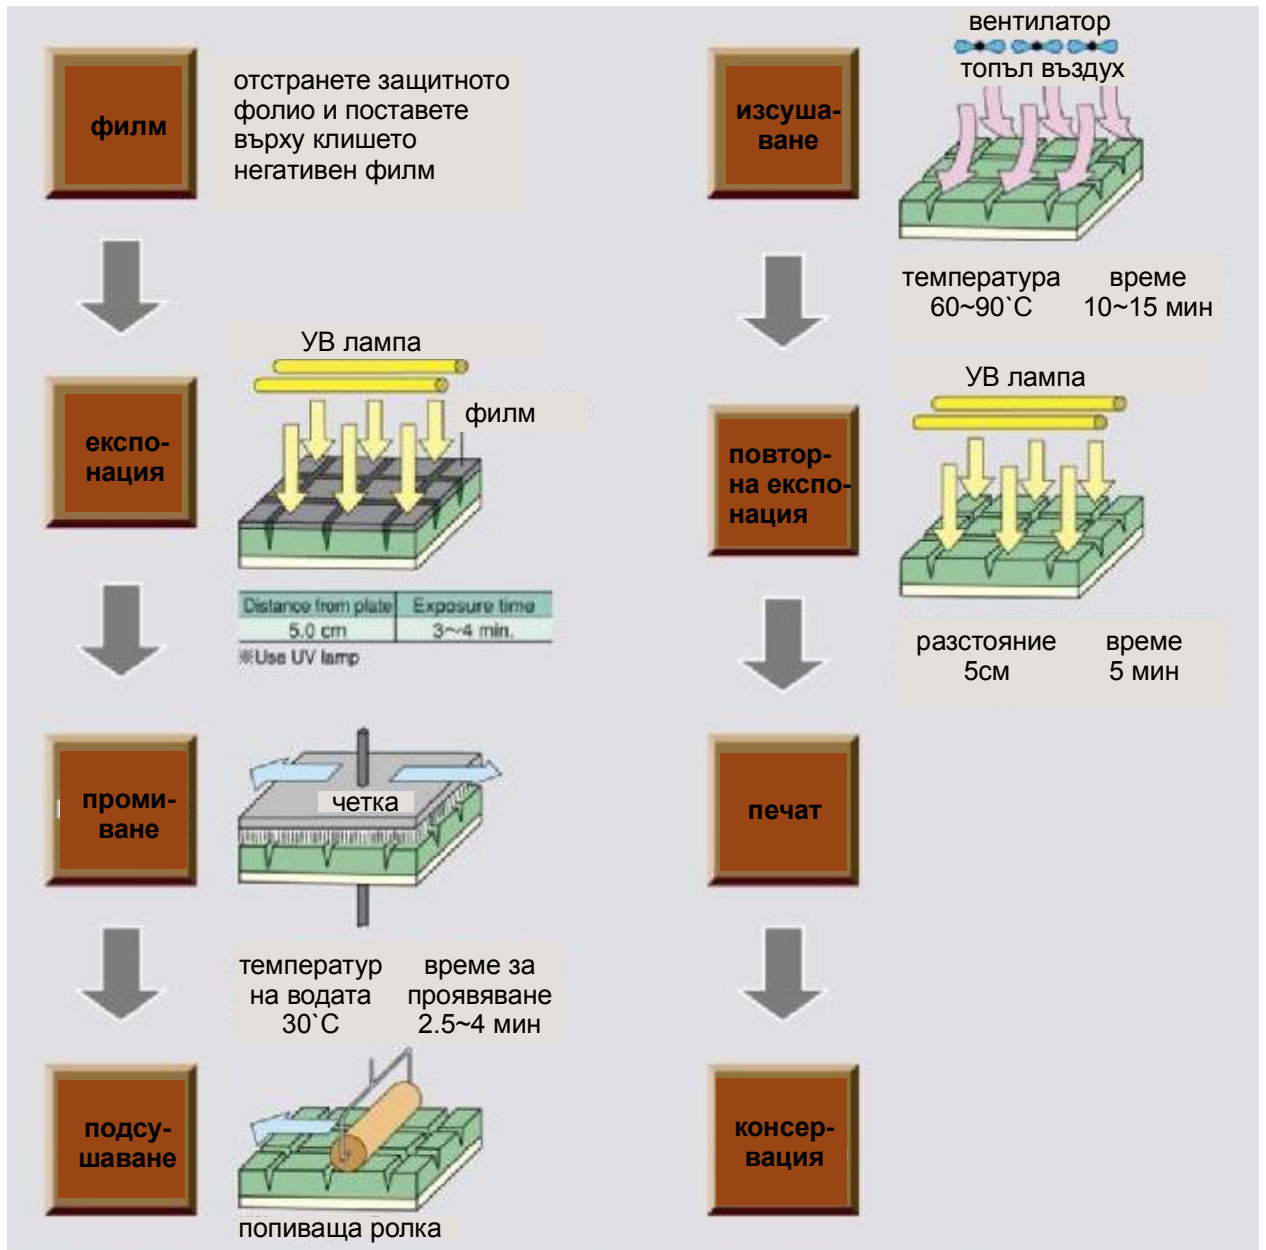 филм
отстранете защитното
фолио и поставете
върху клишето
негативен филм
експо-
нация
УВ лампа
филм
Distance from plate Exposure time
5.0 cm 3~4 min.
※Use UV lamp
проми-
ване
четка
температур време за
на водата проявяване
30`C 2.5~4 мин
подсу-
шаване
попиваща ролка
изсуша-
ване
вентилатор
топъл въздух
температура време
60~90`C 10~15 мин
повтор-
на експо-
нация
УВ лампа
разстояние време
5см 5 мин
печат
консер-
вация